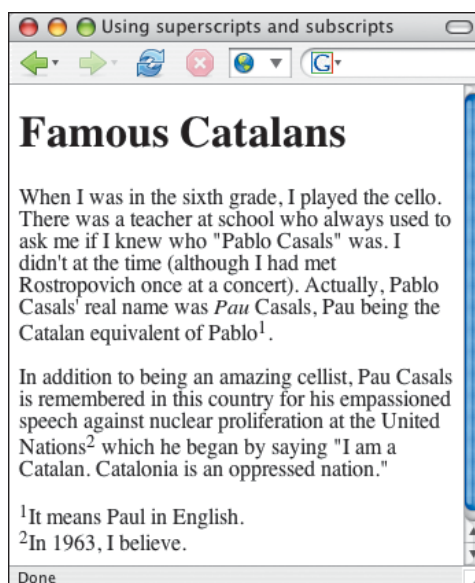 Using superscripts and subscripts
G
Famous Catalans
When I was in the sixth grade, I played the cello.
There was a teacher at school who always used to
ask me if I knew who "Pablo Casals" was. I
didn't at the time (although I had met
Rostropovich once at a concert). Actually, Pablo
Casals' real name was Pau Casals, Pau being the
Catalan equivalent of Pablo¹.
In addition to being an amazing cellist, Pau Casals
is remembered in this country for his empassioned
speech against nuclear proliferation at the United
Nations² which he began by saying "I am a
Catalan. Catalonia is an oppressed nation."
¹It means Paul in English.
²In 1963, I believe.
Done